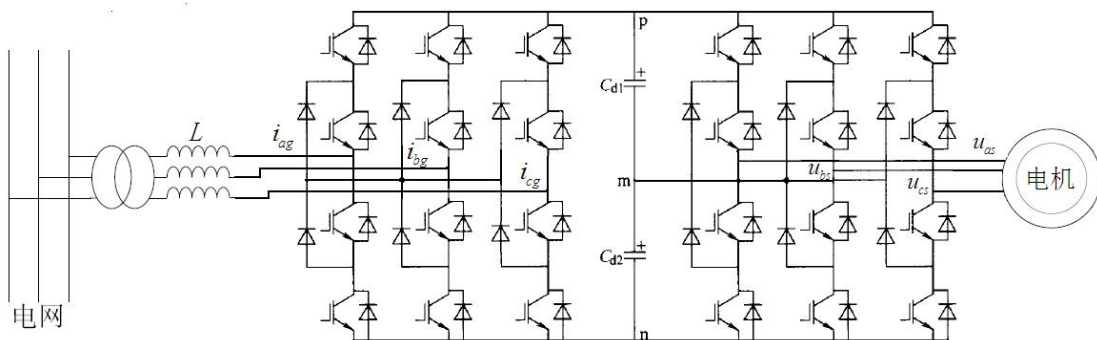 p
L
i_ag
i_bg
i_cg
C_d1
m
C_d2
n
u_as
u_bs
u_cs
电机
电网